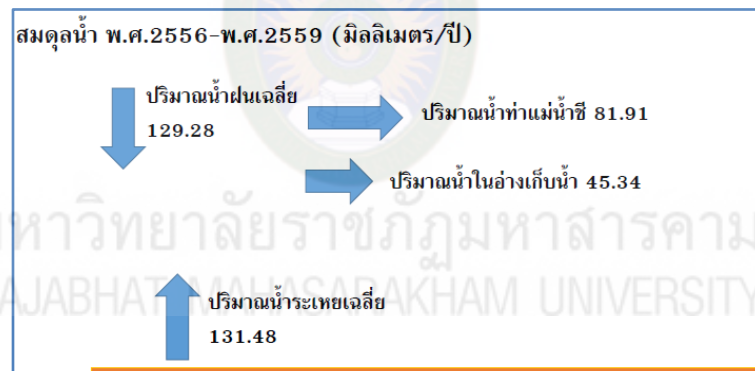 สมดุลน้ำ พ.ศ.2556-พ.ศ.2559 (มิลลิเมตร/ปี)
ปริมาณน้ำฝนเฉลี่ย
129.28
ปริมาณน้ำท่าแม่น้ำชี 81.91
ปริมาณน้ำในอ่างเก็บน้ำ 45.34
หาวิทยาลัยราชภัฏมหาสารคาม
AJABHAT MAHASARAKHAM UNIVERSITY
ปริมาณน้ำระเหยเฉลี่ย
131.48